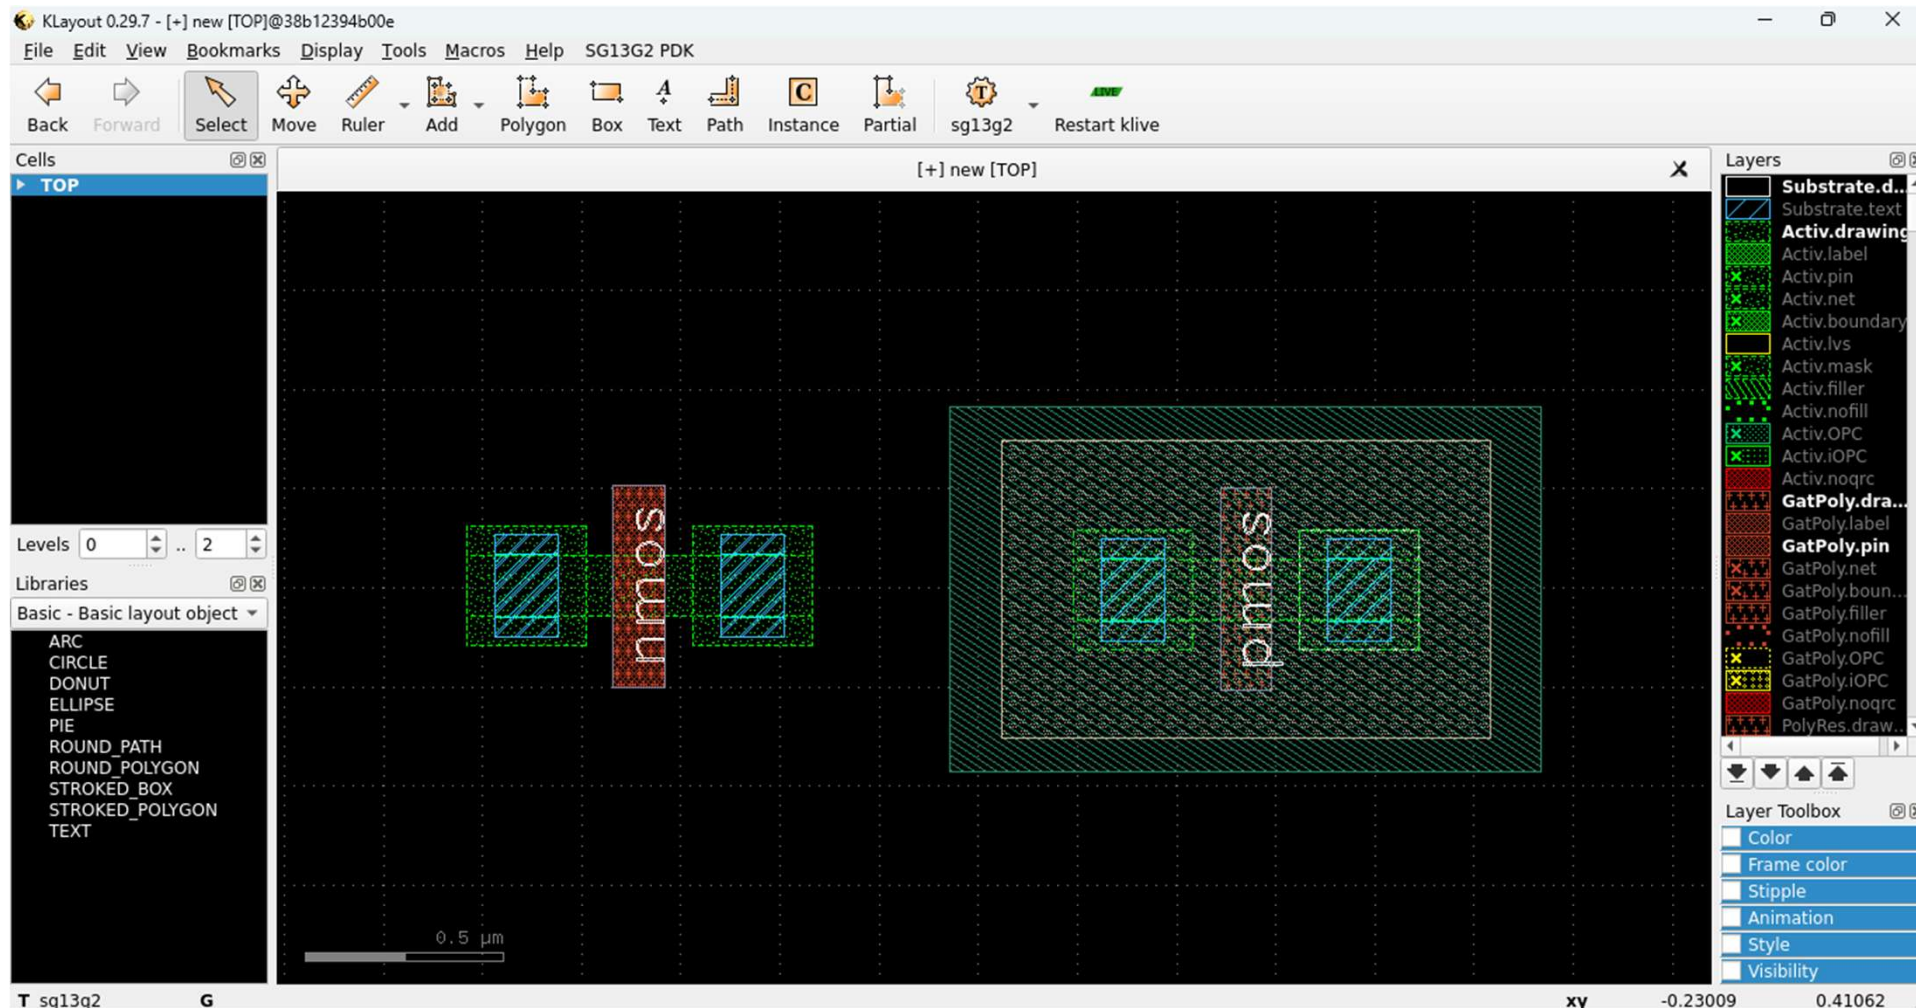 KLayout 0.29.7 - [+] new [TOP]@38b12394b00e
File Edit View Bookmarks Display Tools Macros Help SG13G2 PDK
Back Forward Select Move Ruler Add Polygon Box Text Path Instance Partial sg13g2 Restart klive
LIVE
Cells
TOP
Levels 0 .. 2
Libraries
Basic - Basic layout object
ARC
CIRCLE
DONUT
ELLIPSE
PIE
ROUND_PATH
ROUND_POLYGON
STROKED_BOX
STROKED_POLYGON
TEXT
[+] new [TOP]
nmos
pmos
0.5 µm
Layers
Substrate.d...
Substrate.text
Activ.drawing
Activ.label
Activ.pin
Activ.net
Activ.boundary
Activ.lvs
Activ.mask
Activ.filler
Activ.nofill
Activ.OPC
Activ.iOPC
Activ.noqrc
GatPoly.dra...
GatPoly.label
GatPoly.pin
GatPoly.net
GatPoly.boun...
GatPoly.filler
GatPoly.nofill
GatPoly.OPC
GatPoly.iOPC
GatPoly.noqrc
PolyRes.draw...
Layer Toolbox
Color
Frame color
Stipple
Animation
Style
Visibility
T sg13g2 G xy -0.23009 0.41062